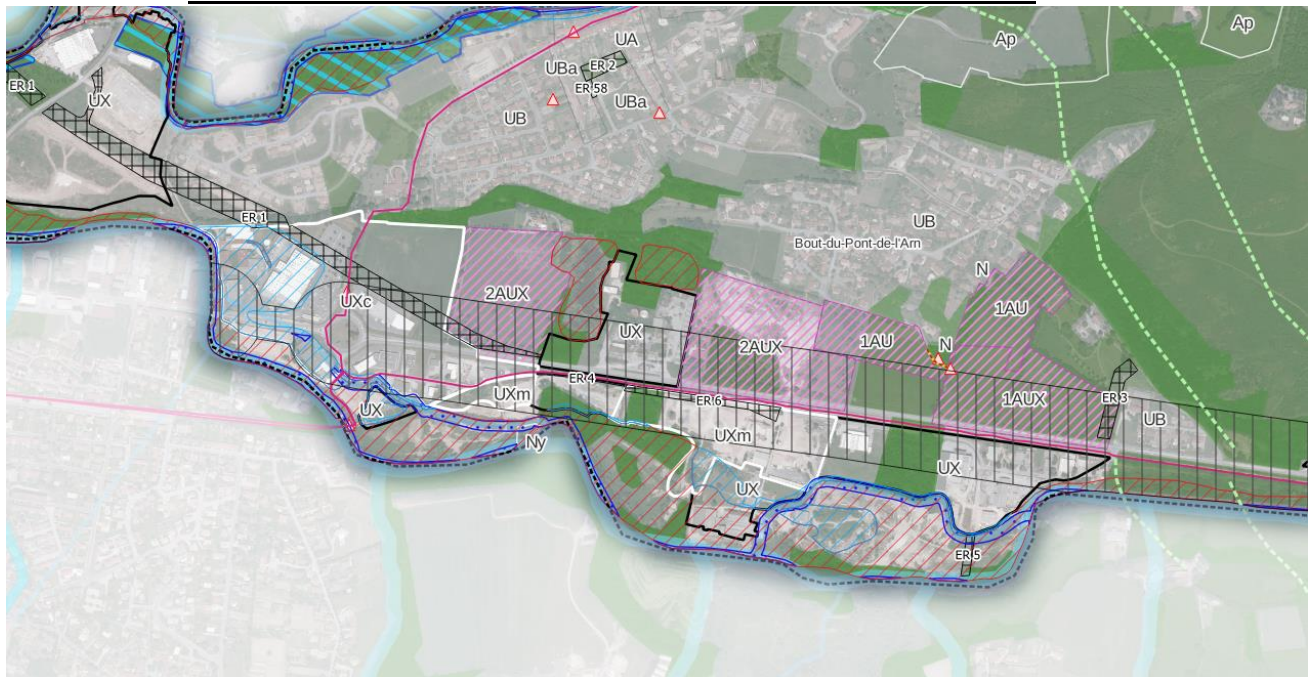 UA
Ap
Ap
UBa
ER 2
ER 58
ER 1
UX
UBa
UB
ER 1
UB
Bout-du-Pont-de-l'Arn
N
UXc
2AUX
1AU
UX
2AUX
1AU
N
ER 4
ER 6
1AUX
ER 3
UXm
UX
UB
Ny
UXm
UX
UX
ER 5